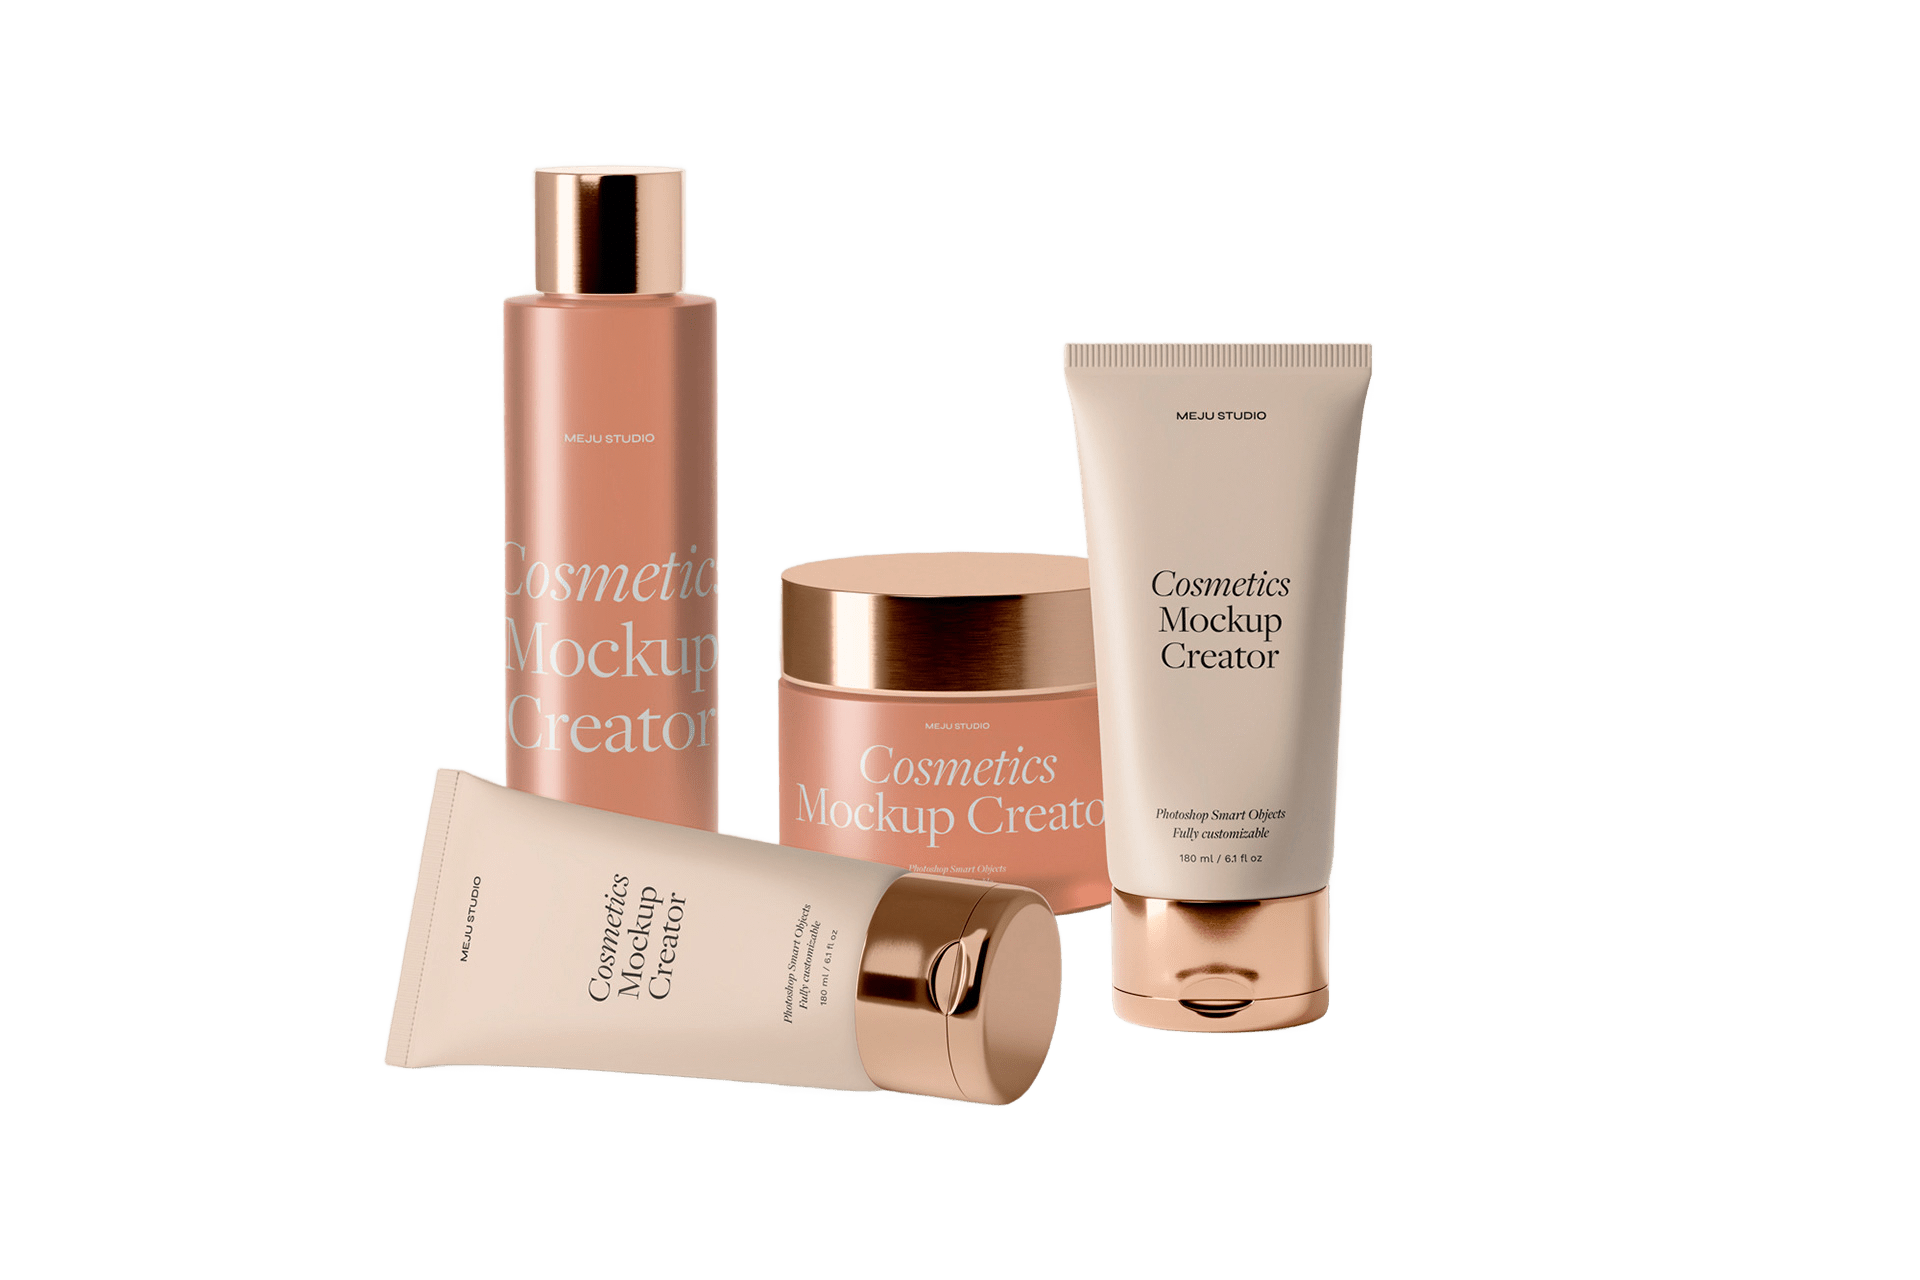 MEJU STUDIO
Cosmetics
Mockup
Creator
MEJU STUDIO
Cosmetics
Mockup Creato
Photoshop Smart Objects
MEJU STUDIO
Cosmetics
Mockup
Creator
Photoshop Smart Objects
Fully customizable
180 ml / 6.1 fl oz
MEJU STUDIO
Cosmetics
Mockup
Creator
Photoshop Smart Objects
Fully customizable
180 ml / 6.1 fl oz